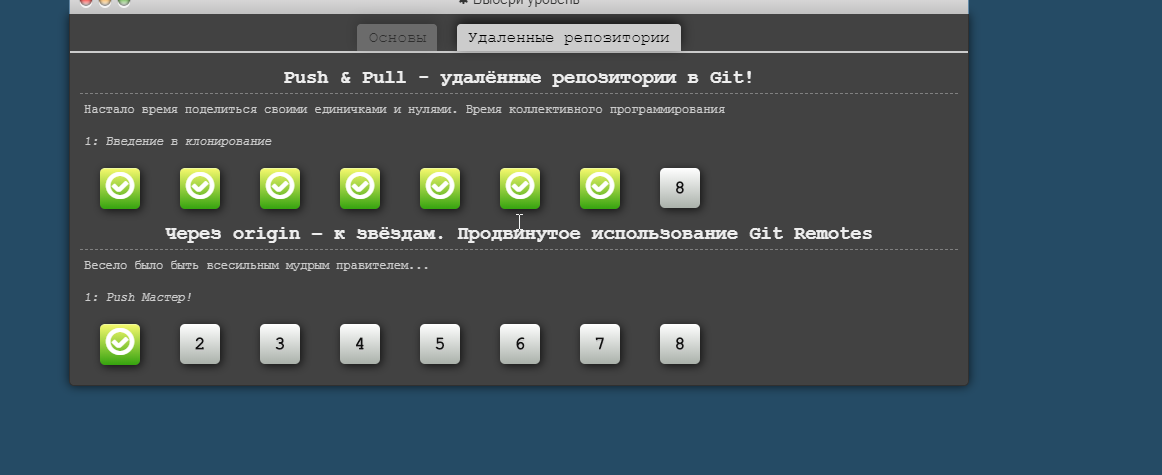 Выбери уровень
Основы Удаленные репозитории
Push & Pull - удалённые репозитории в Git!
Настало время поделиться своими единичками и нулями. Время коллективного программирования
1: Введение в клонирование
8
Через origin – к звёздам. Продвинутое использование Git Remotes
Весело было быть всесильным мудрым правителем...
1: Push Мастер!
2 3 4 5 6 7 8